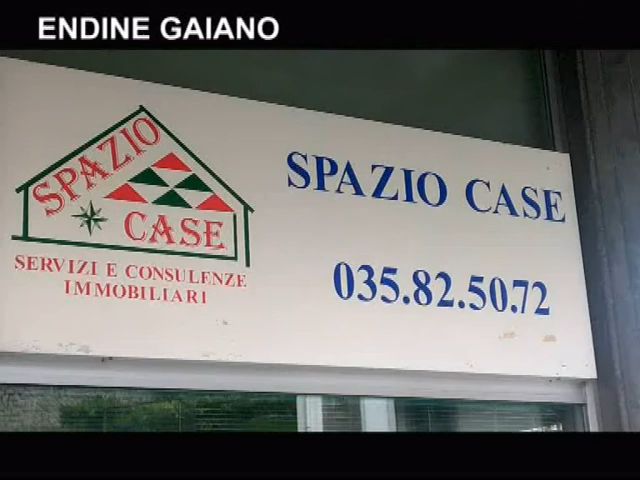 ENDINE GAIANO
SPAZIO
CASE
SERVIZI E CONSULENZE
IMMOBILIARI
SPAZIO CASE
035.82.50.72